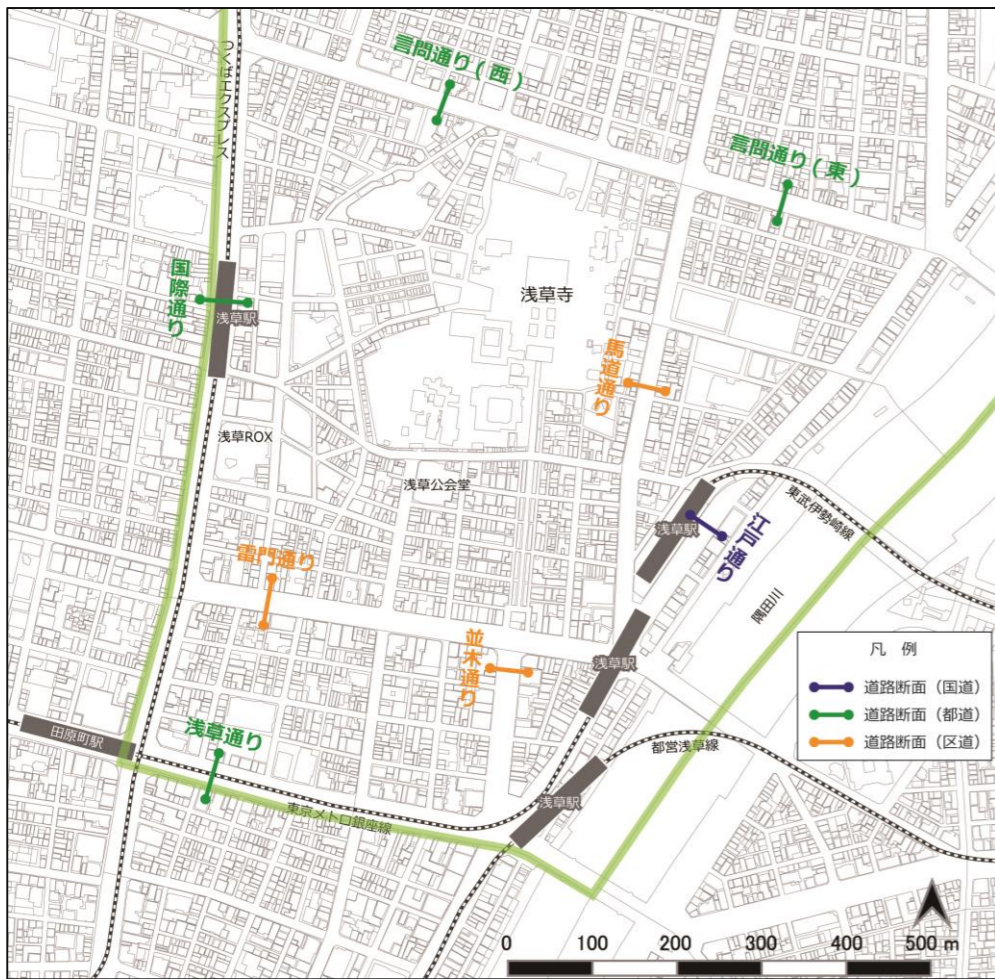 言問通り(西)
つくばエクスプレス
言問通り(東)
国際通り
浅草駅
浅草寺
馬道通り
浅草ROX
浅草公会堂
東武伊勢崎線
浅草駅
江戸通り
雷門通り
隅田川
並木通り
浅草駅
凡 例
道路断面(国道)
道路断面(都道)
道路断面(区道)
浅草通り
田原町駅
都営浅草線
浅草駅
東京メトロ銀座線
0 100 200 300 400 500 m